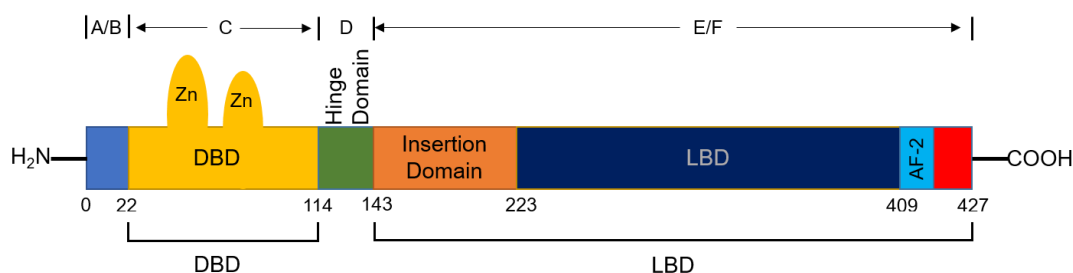 A/B C D E/F
Hinge
Domain
Zn Zn
H₂N DBD Insertion
Domain LBD AF-2 COOH
0 22 114 143 223 409 427
DBD LBD